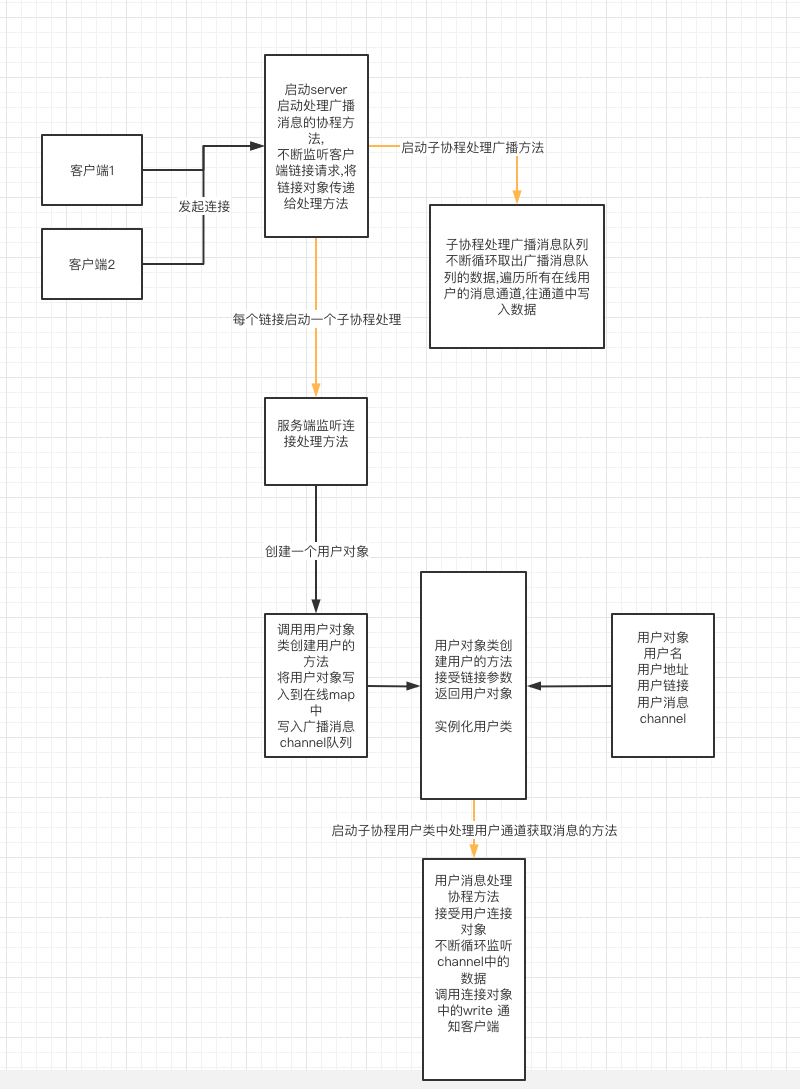 启动server
启动处理广播
消息的协程方
法,
不断监听客户
端链接请求,将
链接对象传递
给处理方法
启动子协程处理广播方法
客户端1
发起连接
客户端2
子协程处理广播消息队列
不断循环取出广播消息队
列的数据,遍历所有在线用
户的消息通道,往通道中写
入数据
每个链接启动一个子协程处理
服务端监听连
接处理方法
创建一个用户对象
调用用户对象
类创建用户的
方法
将用户对象写
入到在线map
中
写入广播消息
channel队列
用户对象类创
建用户的方法
接受链接参数
返回用户对象
实例化用户类
用户对象
用户名
用户地址
用户链接
用户消息
channel
启动子协程用户类中处理用户通道获取消息的方法
用户消息处理
协程方法
接受用户连接
对象
不断循环监听
channel中的
数据
调用连接对象
中的write 通
知客户端